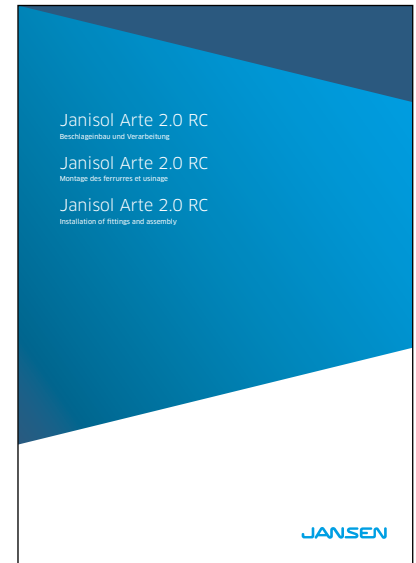 Janisol Arte 2.0 RC
Beschlageinbau und Verarbeitung
Janisol Arte 2.0 RC
Montage des ferrurres et usinage
Janisol Arte 2.0 RC
Installation of fittings and assembly
JANSEN